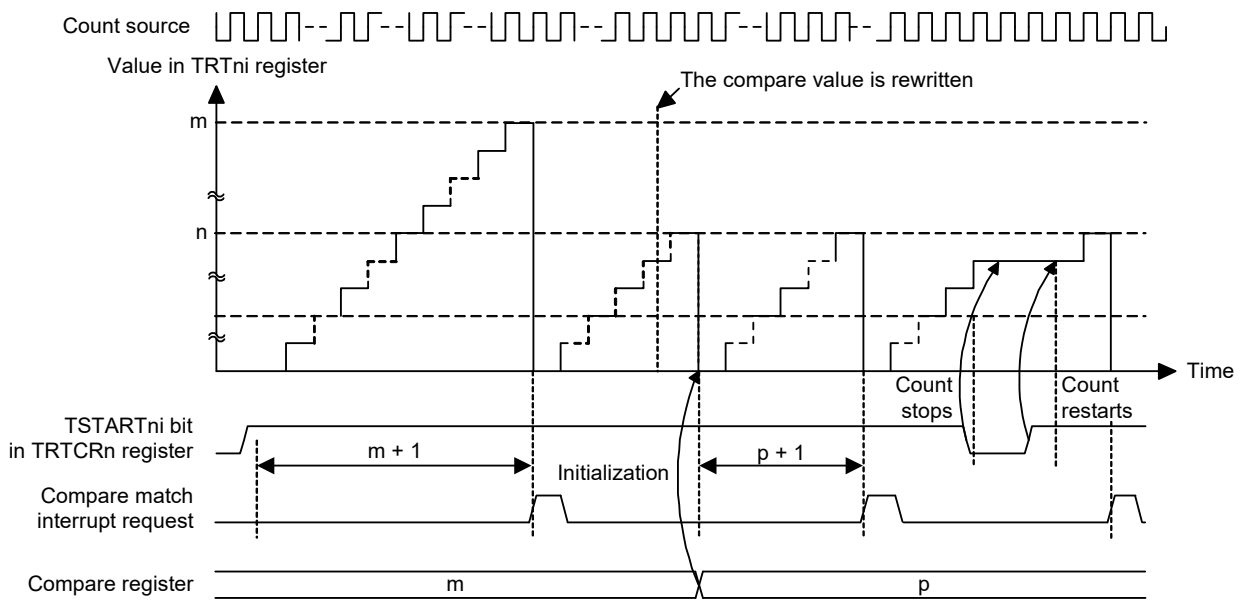 Count source
Value in TRTni register
The compare value is rewritten
m
n
Time
Count
stops
Count
restarts
TSTARTni bit
in TRTCRn register
m + 1
Initialization
p + 1
Compare match
interrupt request
Compare register
m
p